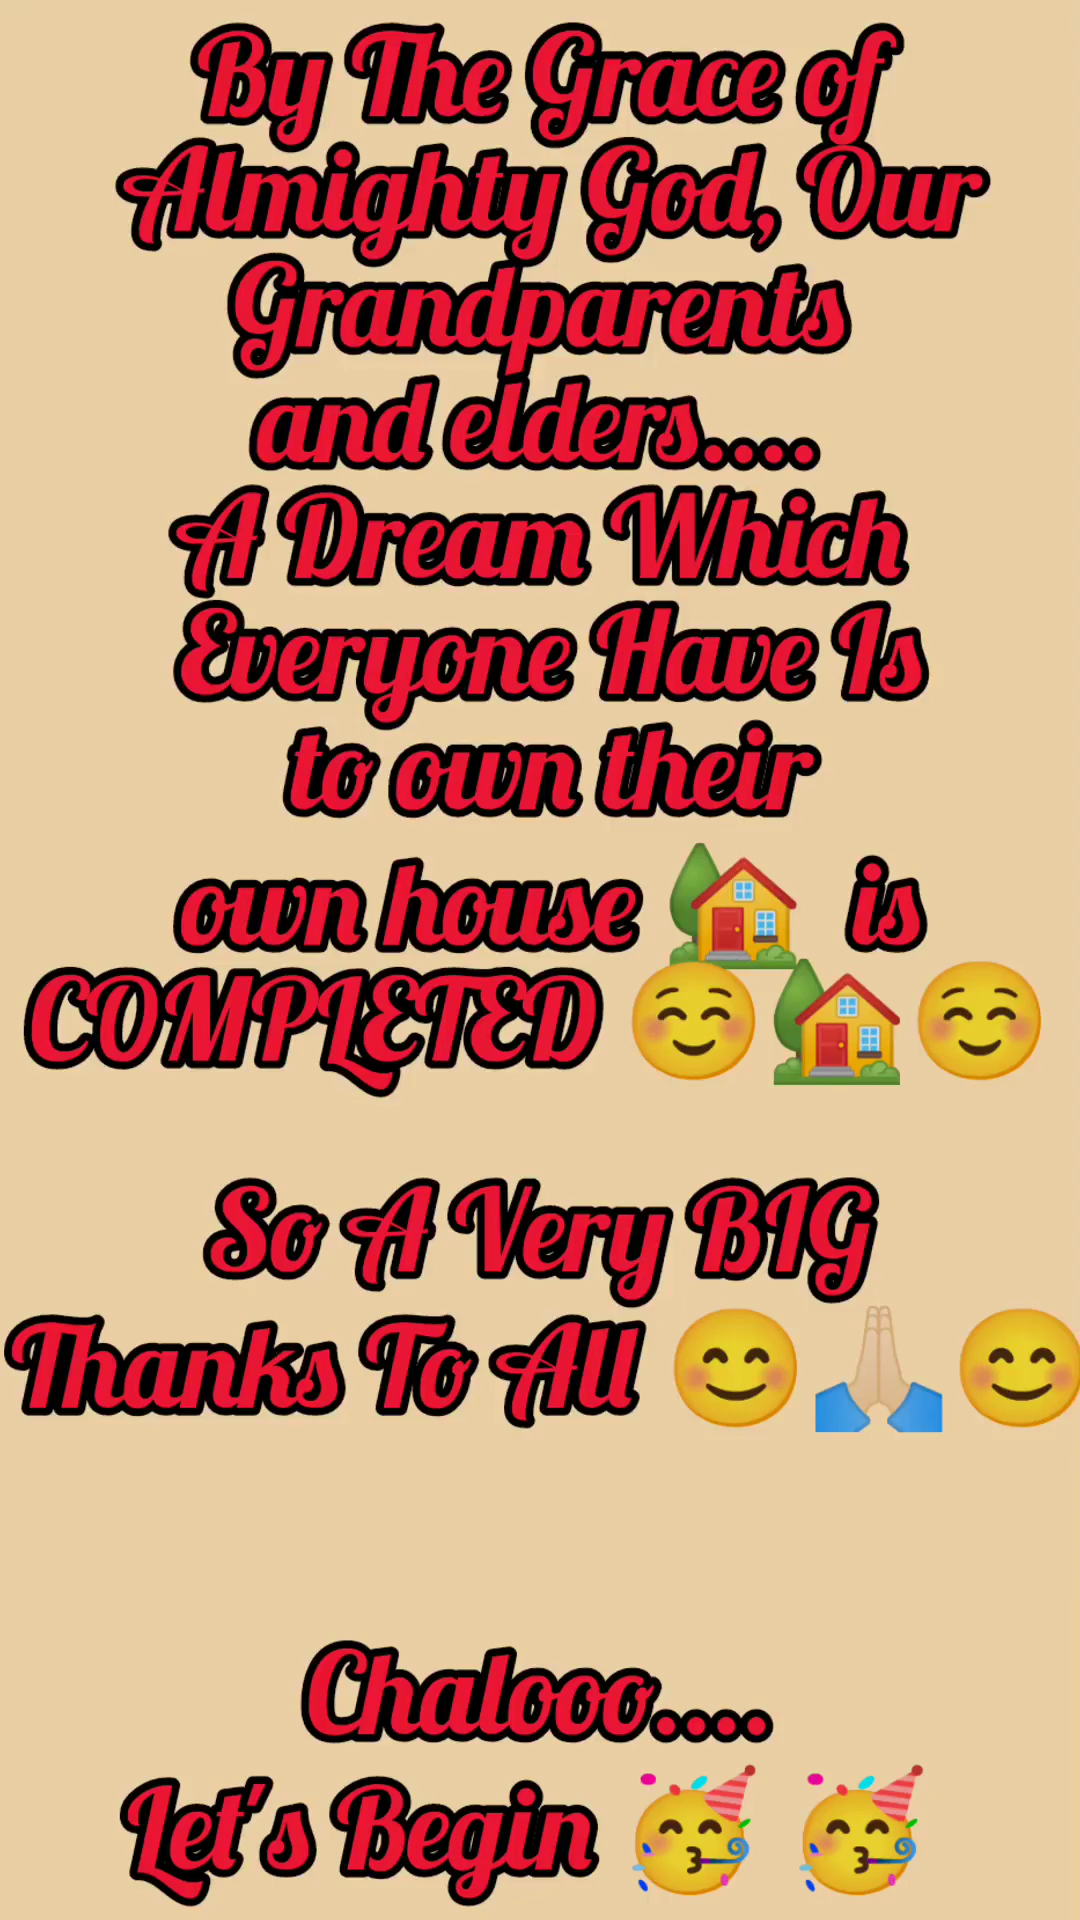 By The Grace of
Almighty God, Our
Grandparents
and elders....
A Dream Which
Everyone Have Is
to own their
own house 🏡 is
COMPLETED ☺️🏡☺️
So A Very BIG
Thanks To All 😊🙏🏼😊
Chalooo....
Let's Begin 🥳 🥳